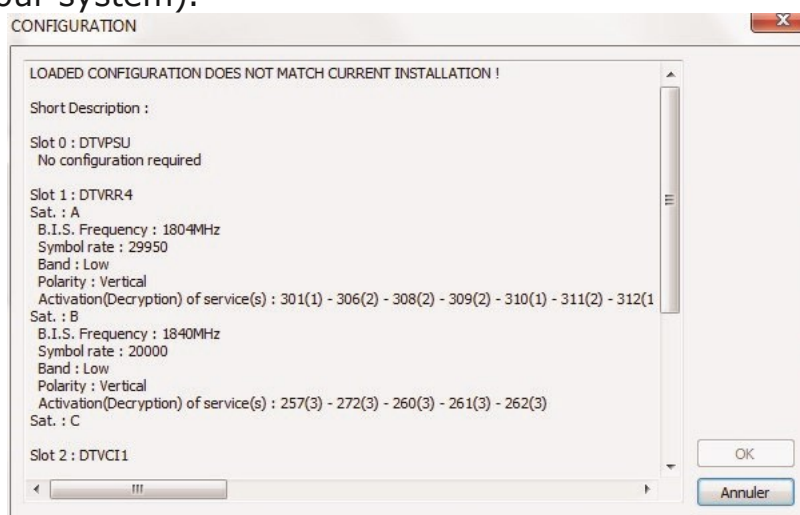 our system).
CONFIGURATION
LOADED CONFIGURATION DOES NOT MATCH CURRENT INSTALLATION !
Short Description :
Slot 0 : DTVPSU
No configuration required
Slot 1 : DTVRR4
Sat. : A
B.I.S. Frequency : 1804MHz
Symbol rate : 29950
Band : Low
Polarity : Vertical
Activation(Decryption) of service(s) : 301(1) - 306(2) - 308(2) - 309(2) - 310(1) - 311(2) - 312(1
Sat. : B
B.I.S. Frequency : 1840MHz
Symbol rate : 20000
Band : Low
Polarity : Vertical
Activation(Decryption) of service(s) : 257(3) - 272(3) - 260(3) - 261(3) - 262(3)
Sat. : C
Slot 2 : DTVCI1
OK
Annuler